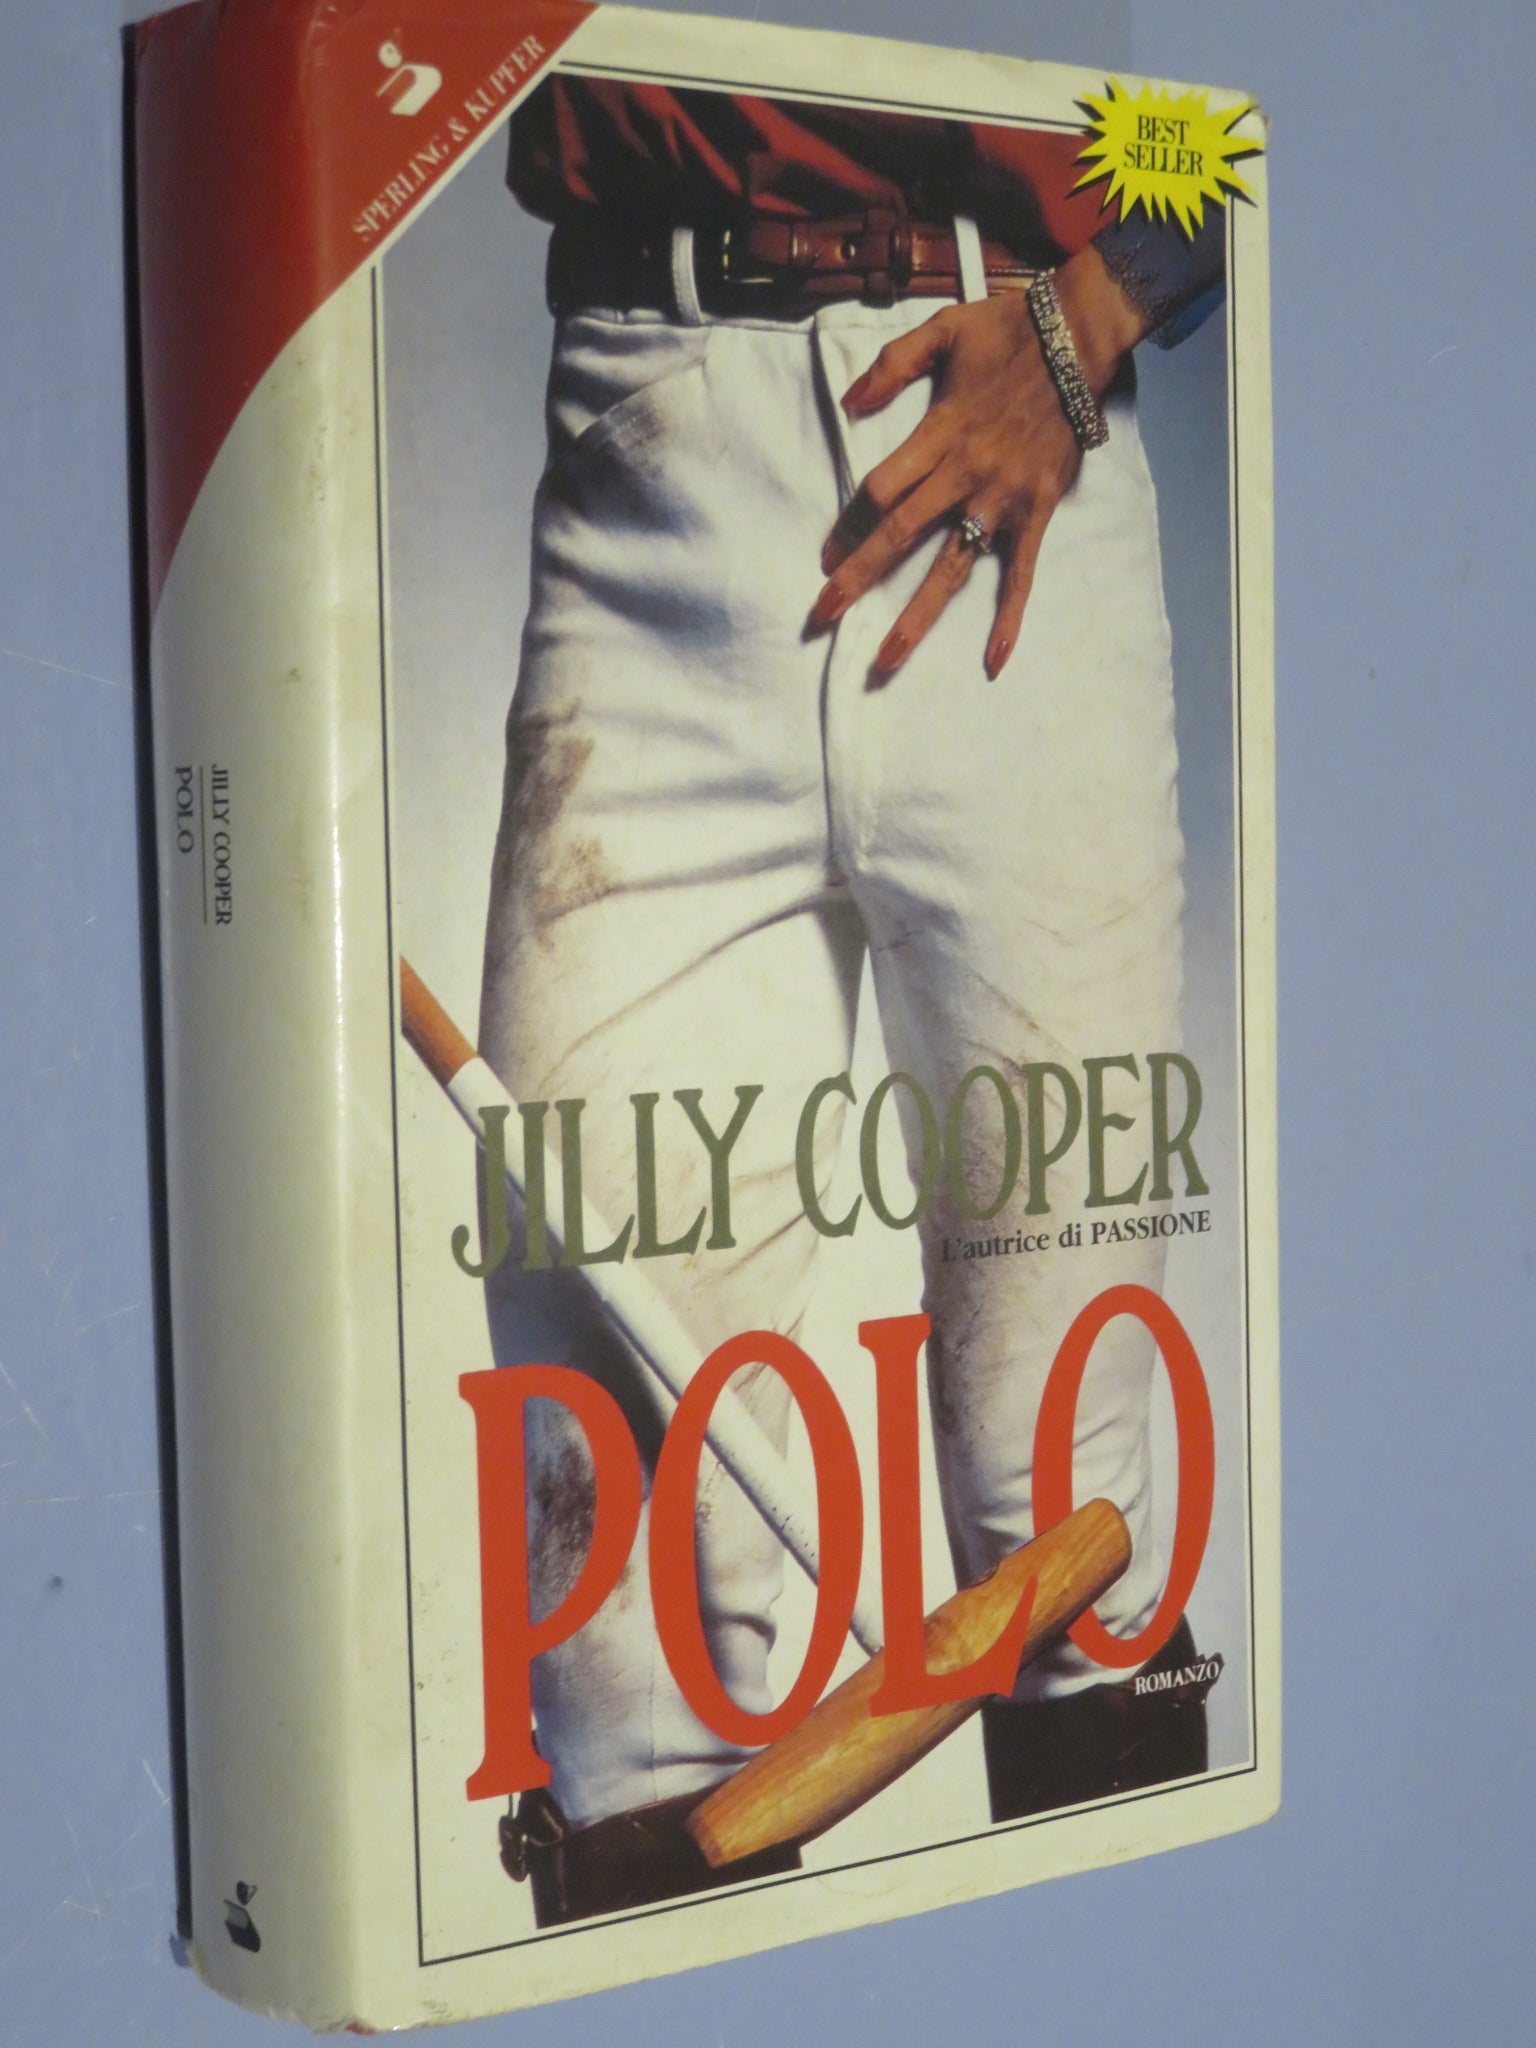 SPERLING & KUPFER
BEST
SELLER
JILLY COOPER
L'autrice di PASSIONE
POLO
ROMANZO
JILLY COOPER
POLO